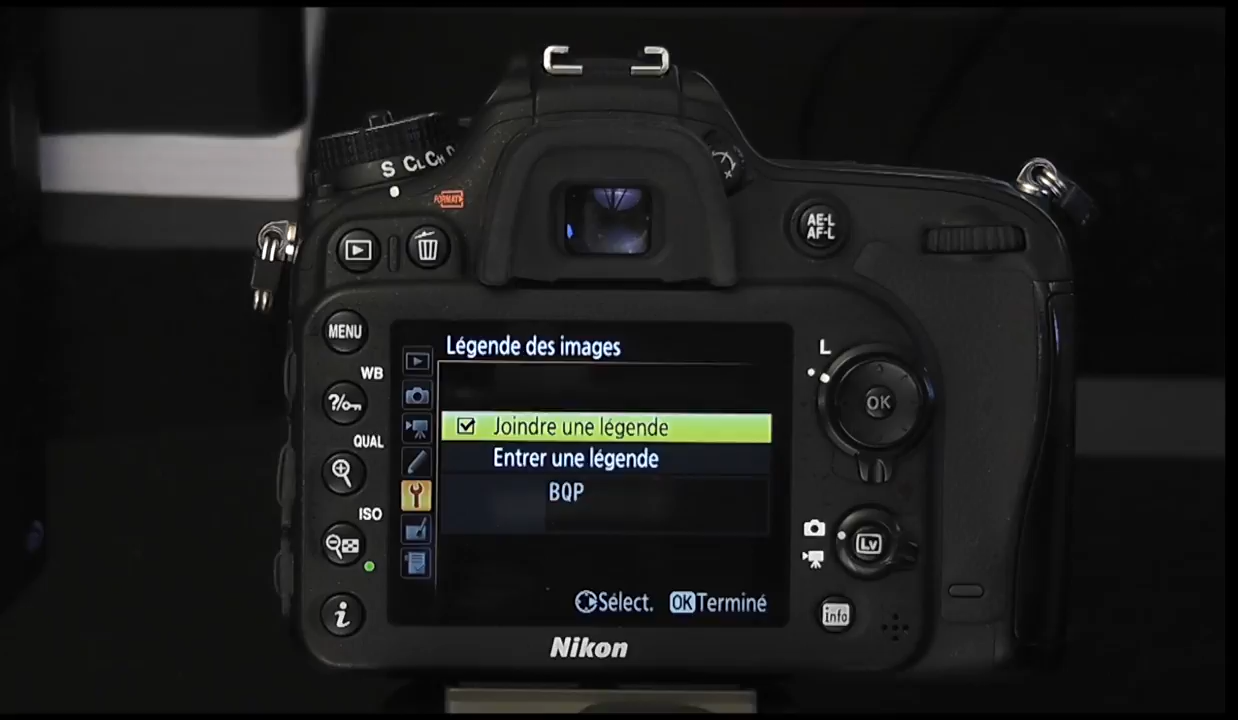 S CL CH
FORMAT
AE-L
AF-L
MENU
WB
?/
QUAL
ISO
i
Légende des images
Joindre une légende
Entrer une légende
BQP
Sélect. OK Terminé
L
OK
Lv
info
Nikon